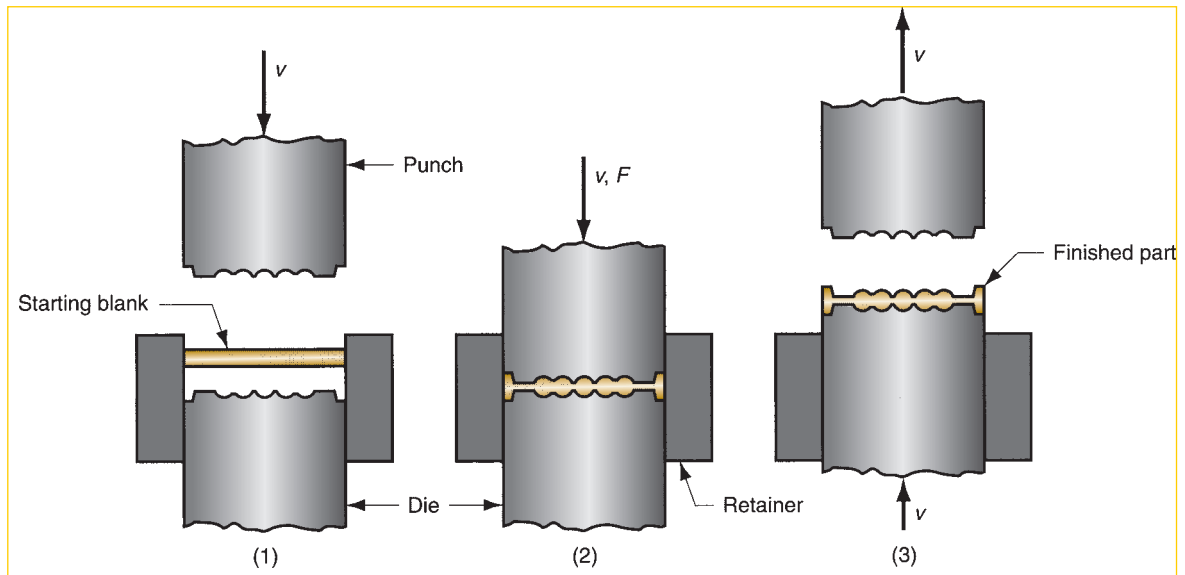 v
Punch
Starting blank
(1)
v, F
Die
Retainer
(2)
v
Finished part
v
(3)